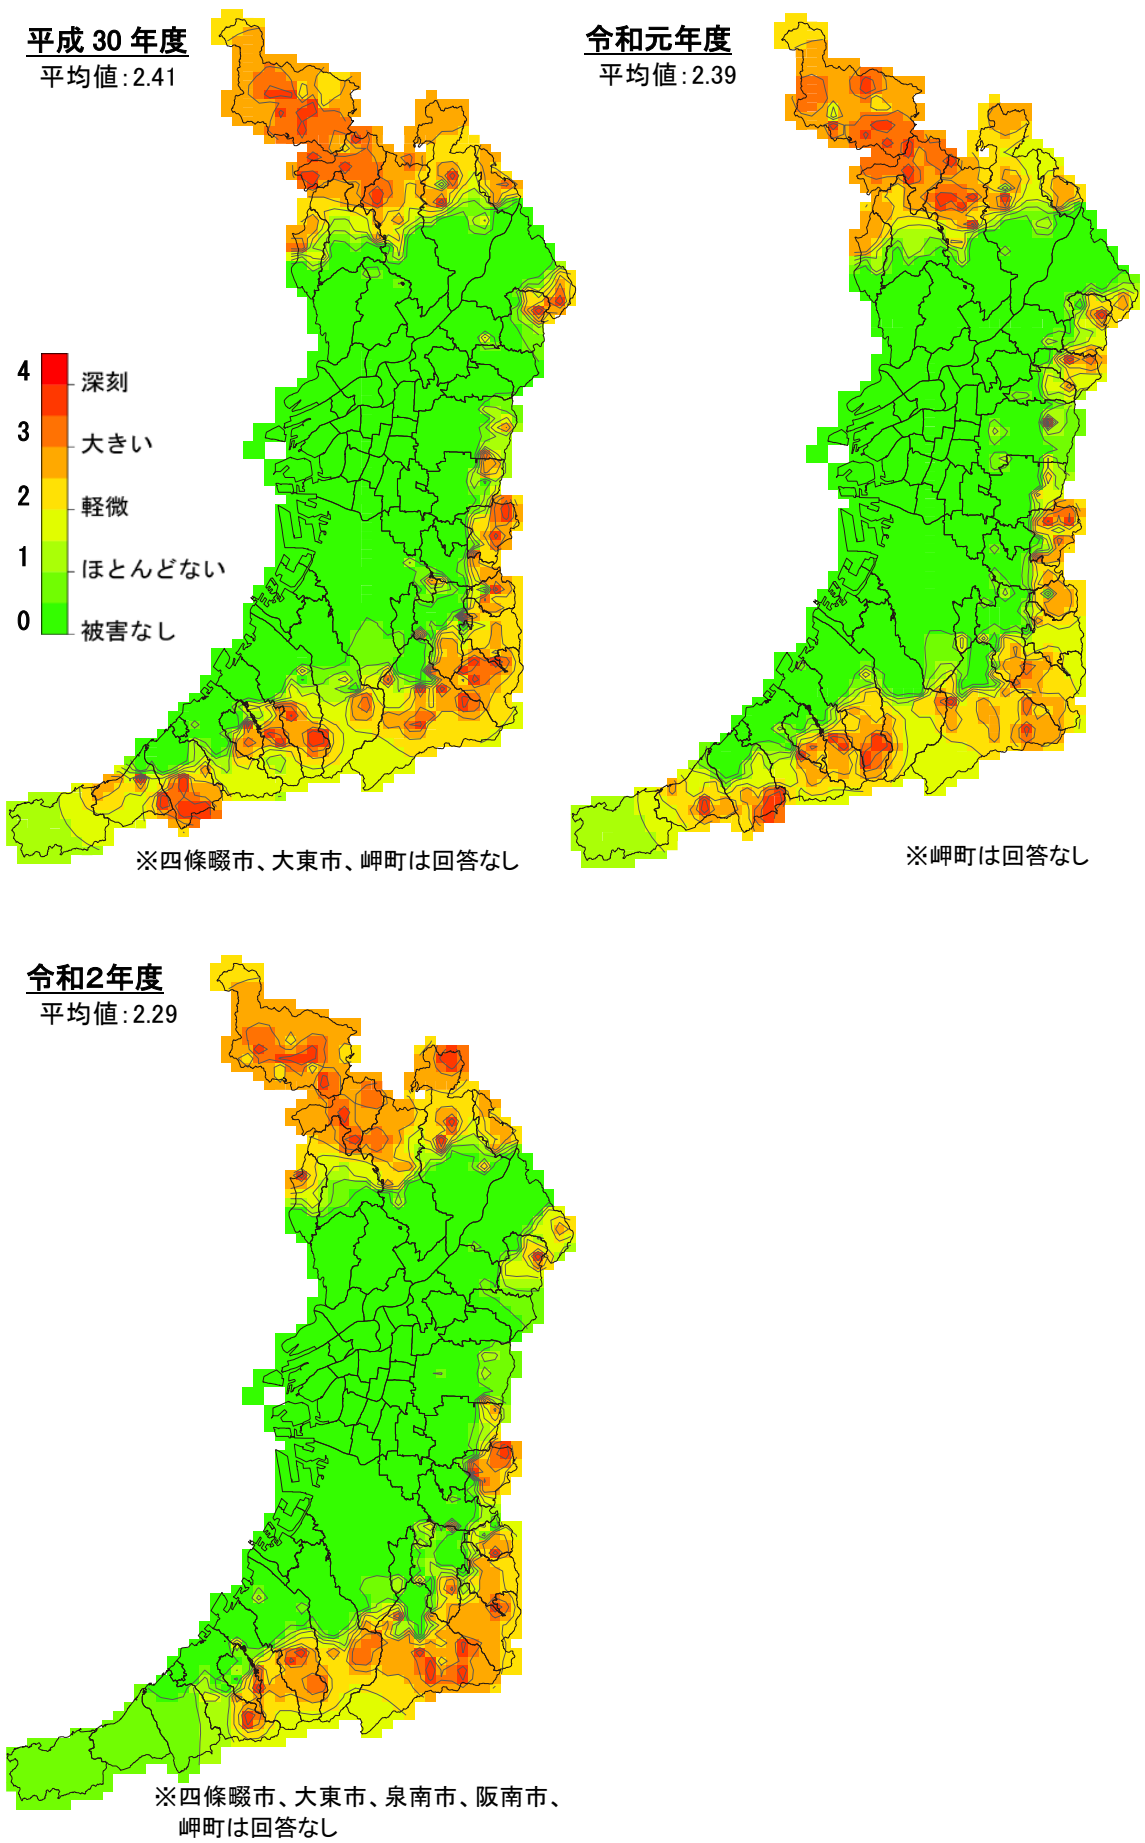 平成 30 年度
平均値：2.41
令和元年度
平均値：2.39
4
深刻
3
大きい
2
軽微
1
ほとんどない
0
被害なし
※四條畷市、大東市、岬町は回答なし
※岬町は回答なし
令和２年度
平均値：2.29
※四條畷市、大東市、泉南市、阪南市、
岬町は回答なし